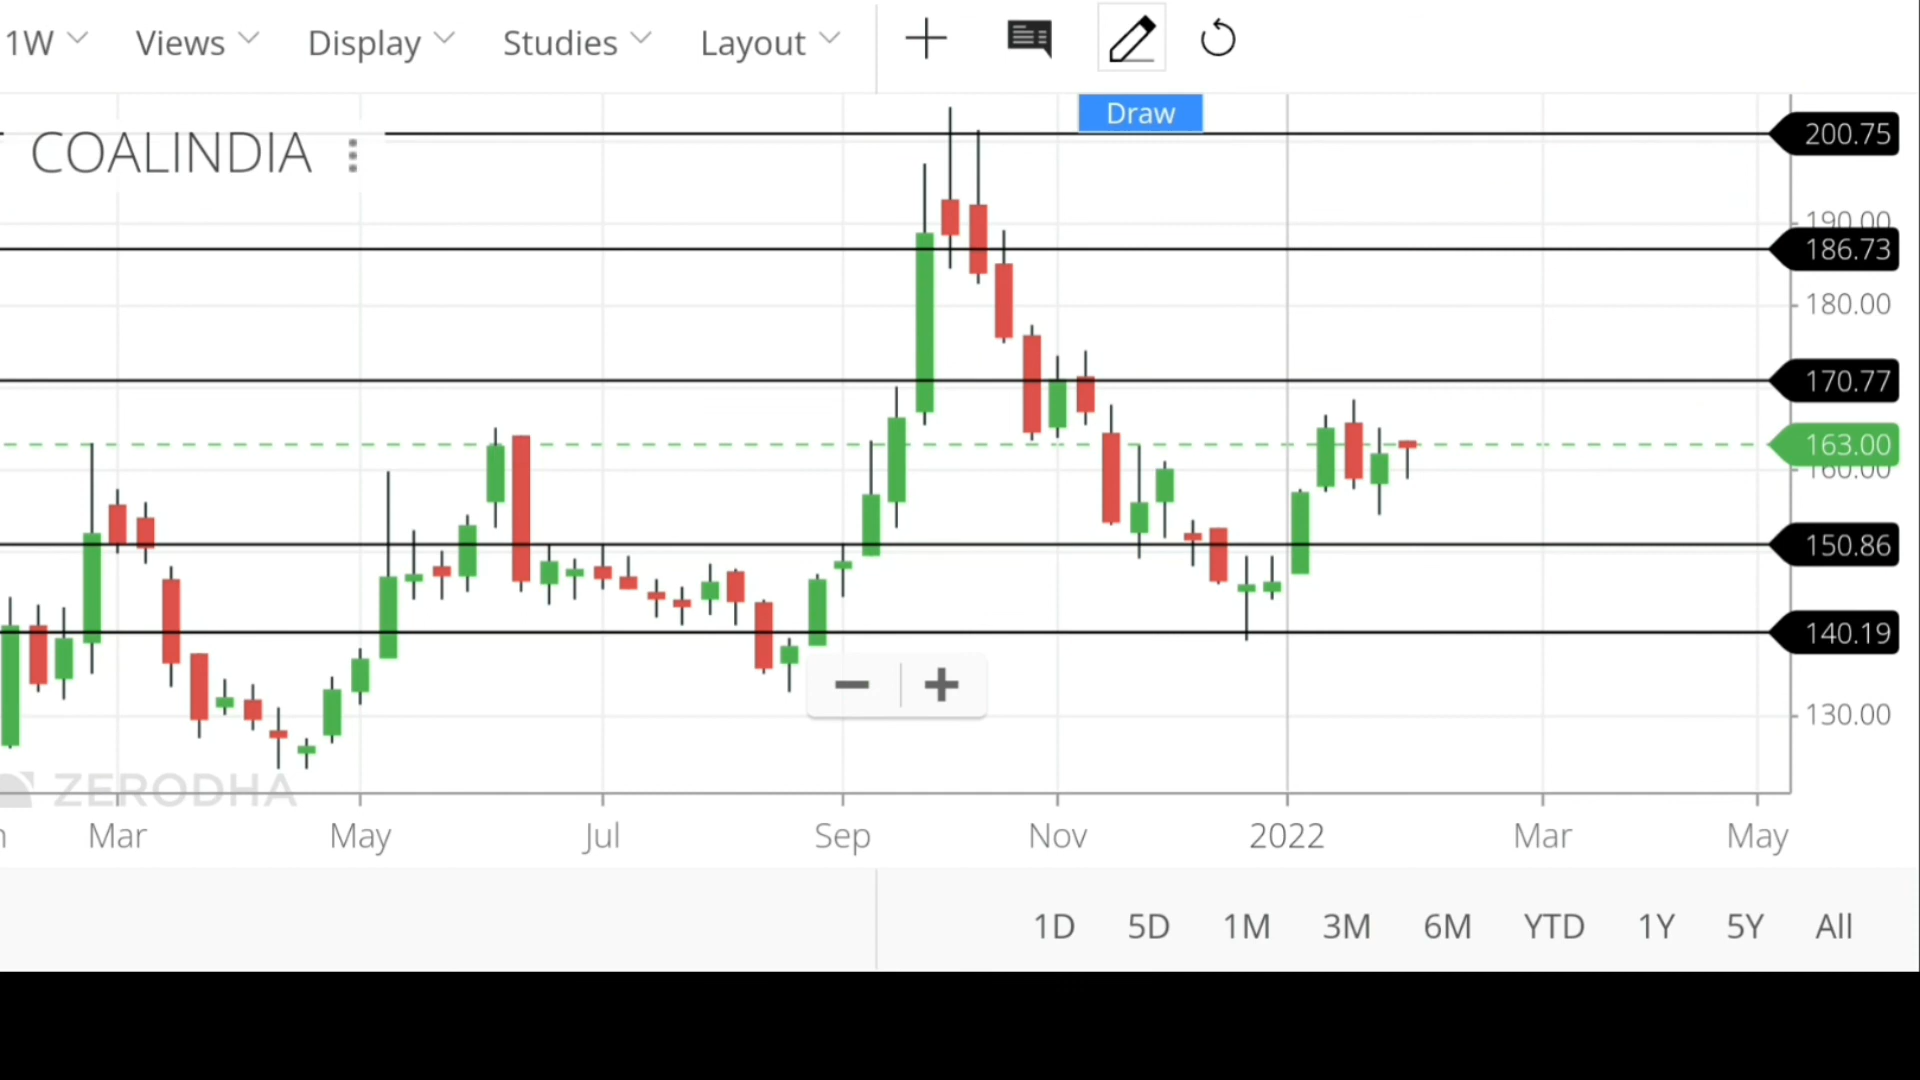 1W Views Display Studies Layout
Draw
COALINDIA
200.75
190.00
186.73
180.00
170.77
163.00
160.00
150.86
140.19
130.00
ZERODHA
Mar May Jul Sep Nov 2022 Mar May
1D 5D 1M 3M 6M YTD 1Y 5Y All